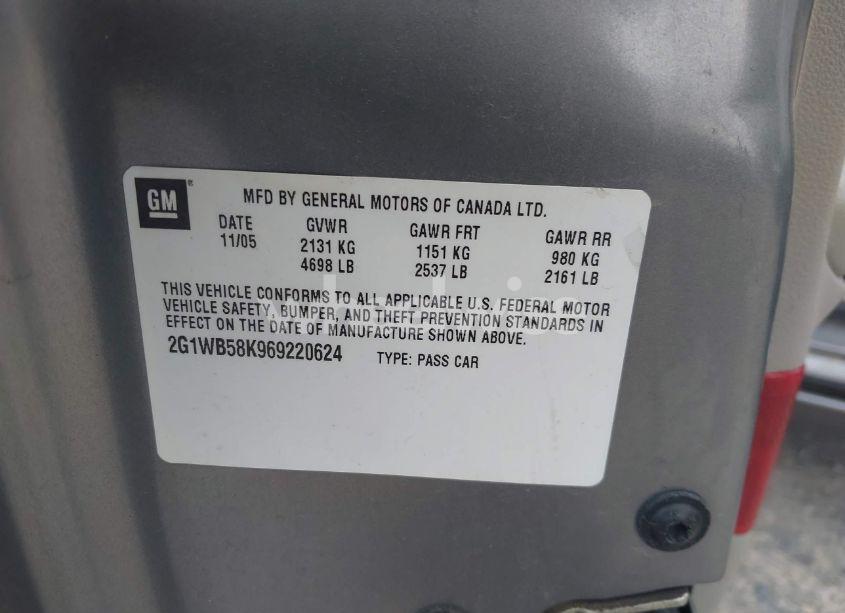 GM ® MFD BY GENERAL MOTORS OF CANADA LTD.
DATE GVWR GAWR FRT GAWR RR
11/05 2131 KG 1151 KG 980 KG
4698 LB 2537 LB 2161 LB
THIS VEHICLE CONFORMS TO ALL APPLICABLE U.S. FEDERAL MOTOR
VEHICLE SAFETY, BUMPER, AND THEFT PREVENTION STANDARDS IN
EFFECT ON THE DATE OF MANUFACTURE SHOWN ABOVE.
2G1WB58K969220624 TYPE: PASS CAR